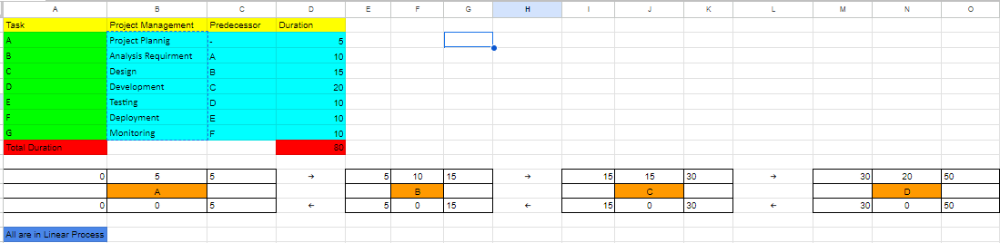 A B C D E F G H I J K L M N O
Task Project Management Predecessor Duration
A Project Plannig - 5
B Analysis Requirment A 10
C Design B 15
D Development C 20
E Testing D 10
F Deployment E 10
G Monitoring F 10
Total Duration 80
0 5 5 → 5 10 15 → 15 15 30 → 30 20 50
A B C D
0 0 5 ← 5 0 15 ← 15 0 30 ← 30 0 50
All are in Linear Process